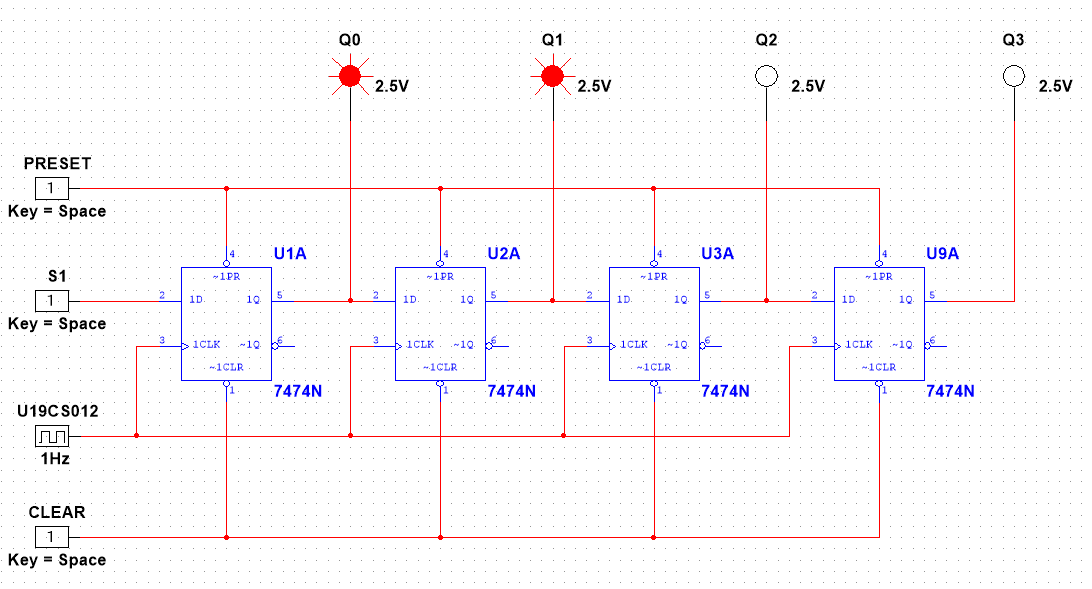 Q0 Q1 Q2 Q3
2.5V 2.5V 2.5V 2.5V
PRESET
1
Key = Space
4 U1A 4 U2A 4 U3A 4 U9A
~1PR ~1PR ~1PR ~1PR
S1
1 2 1D 1Q 5 2 1D 1Q 5 2 1D 1Q 5 2 1D 1Q 5
Key = Space
3 1CLK ~1Q 6 3 1CLK ~1Q 6 3 1CLK ~1Q 6 3 1CLK ~1Q 6
~1CLR ~1CLR ~1CLR ~1CLR
1 7474N 1 7474N 1 7474N 1 7474N
U19CS012
1Hz
CLEAR
1
Key = Space